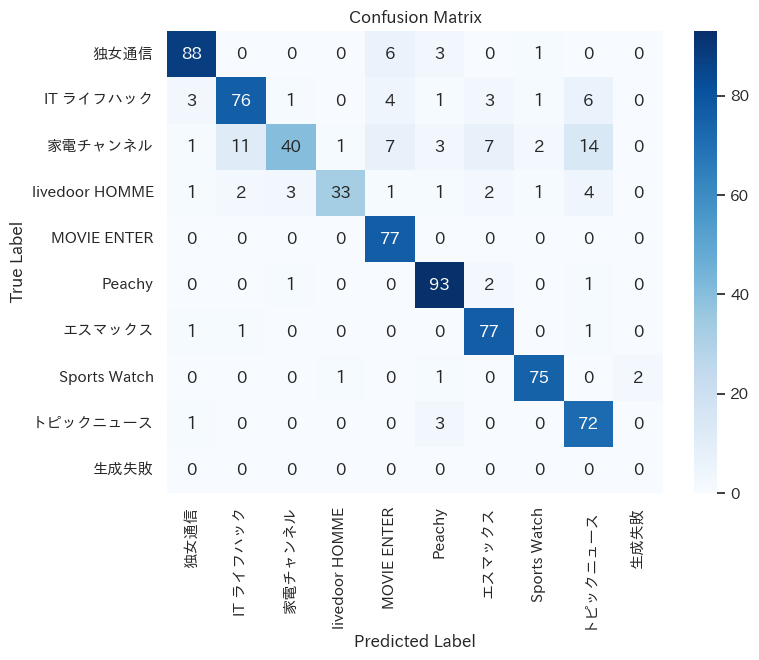 Confusion Matrix
独女通信 88 0 0 0 6 3 0 1 0 0
IT ライフハック 3 76 1 0 4 1 3 1 6 0
家電チャンネル 1 11 40 1 7 3 7 2 14 0
livedoor HOMME 1 2 3 33 1 1 2 1 4 0
MOVIE ENTER 0 0 0 0 77 0 0 0 0 0
Peachy 0 0 1 0 0 93 2 0 1 0
エスマックス 1 1 0 0 0 0 77 0 1 0
Sports Watch 0 0 0 1 0 1 0 75 0 2
トピックニュース 1 0 0 0 0 3 0 0 72 0
生成失敗 0 0 0 0 0 0 0 0 0 0
True Label
独女通信
IT ライフハック
家電チャンネル
livedoor HOMME
MOVIE ENTER
Peachy
エスマックス
Sports Watch
トピックニュース
生成失敗
Predicted Label
80
60
40
20
0